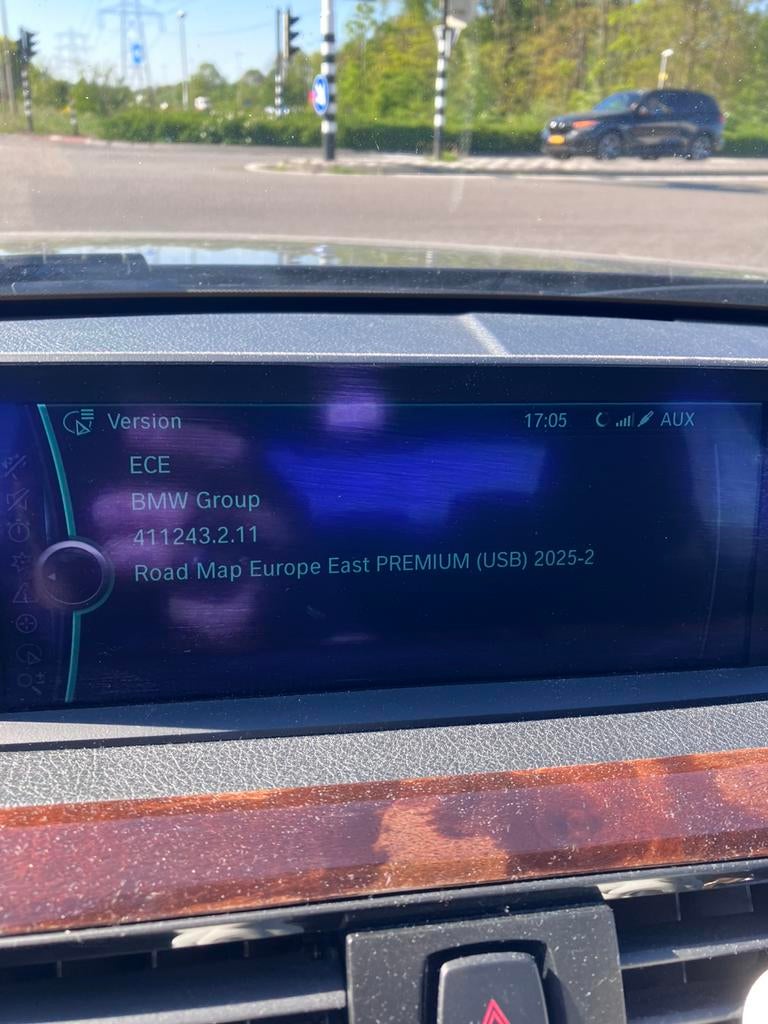 Version
17:05 AUX
ECE
BMW Group
411243.2.11
Road Map Europe East PREMIUM (USB) 2025-2